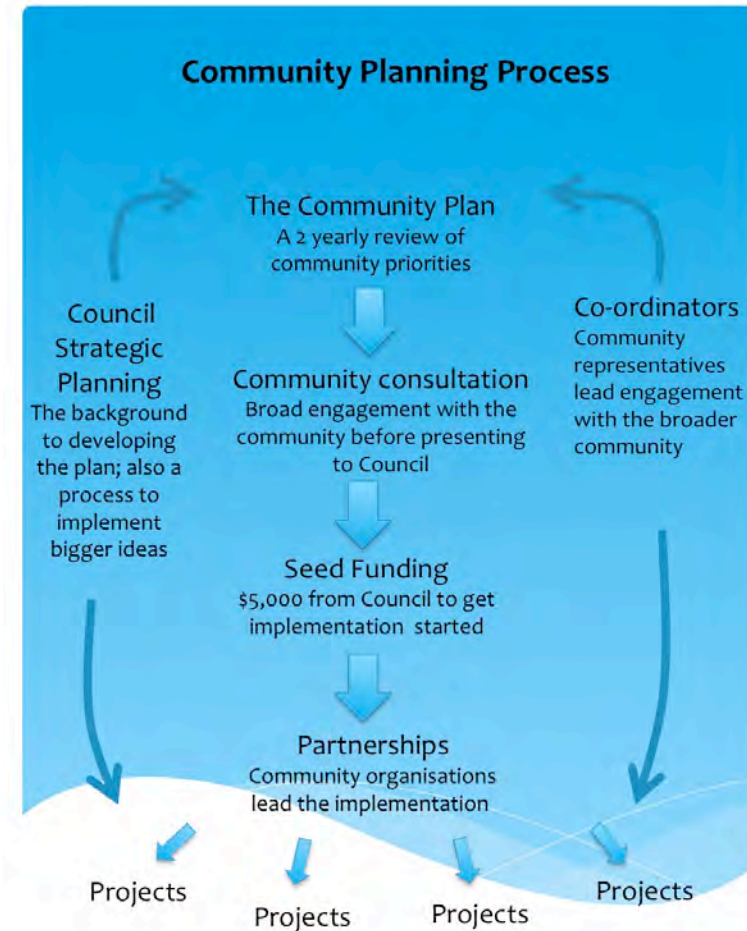 Community Planning Process
The Community Plan
A 2 yearly review of
community priorities
Council
Strategic
Planning
The background
to developing
the plan; also a
process to
implement
bigger ideas
Community consultation
Broad engagement with the
community before presenting
to Council
Co-ordinators
Community
representatives
lead engagement
with the broader
community
Seed Funding
$5,000 from Council to get
implementation started
Partnerships
Community organisations
lead the implementation
Projects
Projects
Projects
Projects